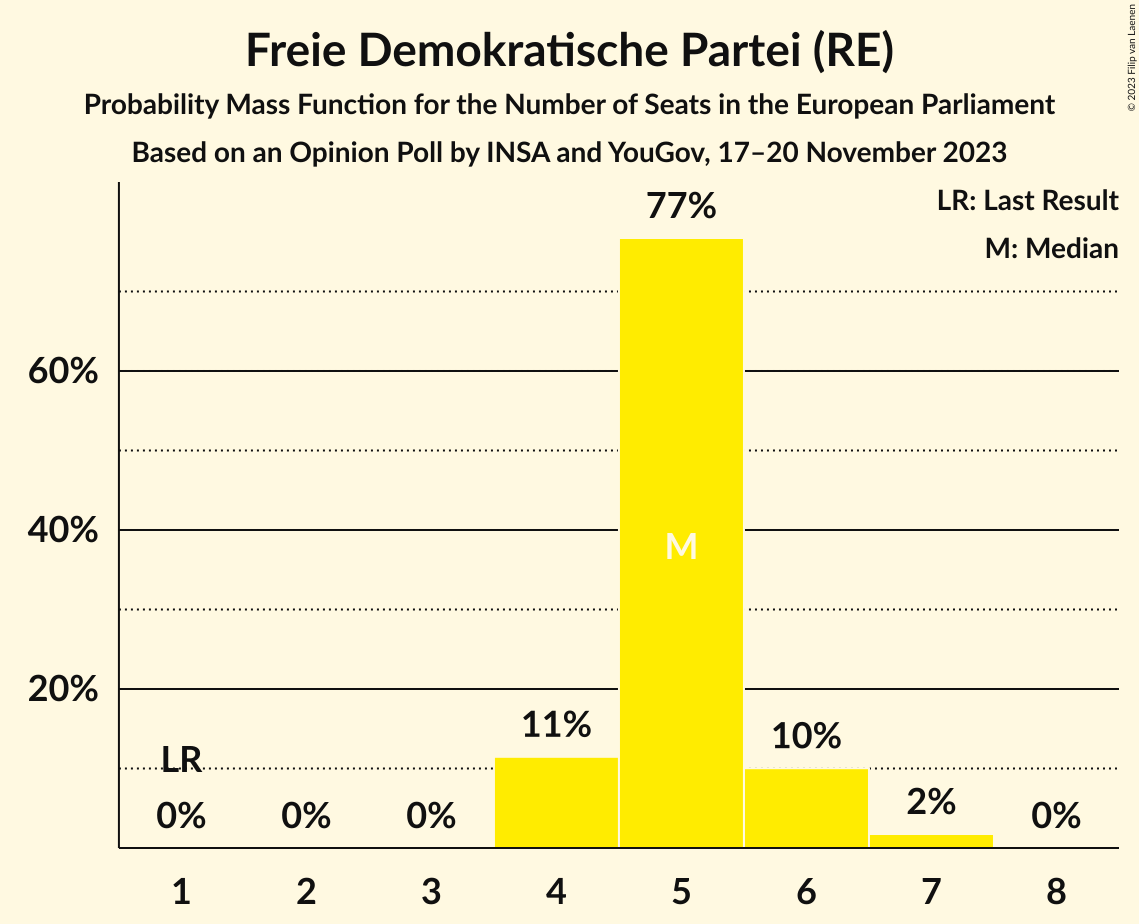 Freie Demokratische Partei (RE)
Probability Mass Function for the Number of Seats in the European Parliament
Based on an Opinion Poll by INSA and YouGov, 17–20 November 2023
© 2023 Filip van Laenen
LR: Last Result
M: Median
77%
60%
40%
M
20%
11%
10%
LR
2%
0%
0%
0%
0%
1
2
3
4
5
6
7
8